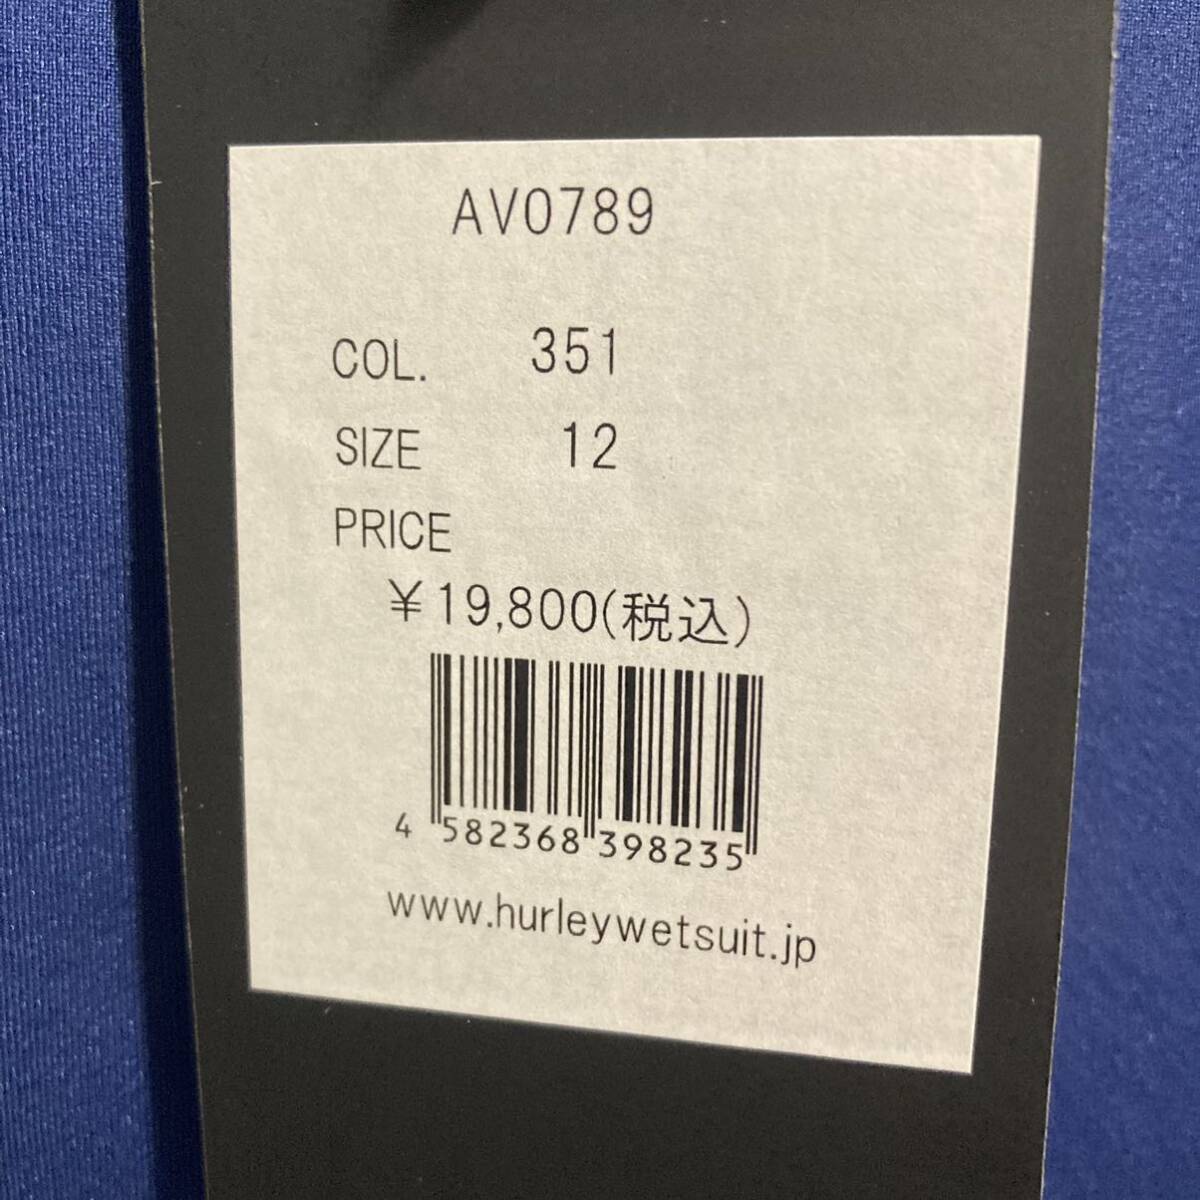 AV0789
COL. 351
SIZE 12
PRICE
￥19,800(税込)
4 582368 398235
www.hurleywetsuit.jp